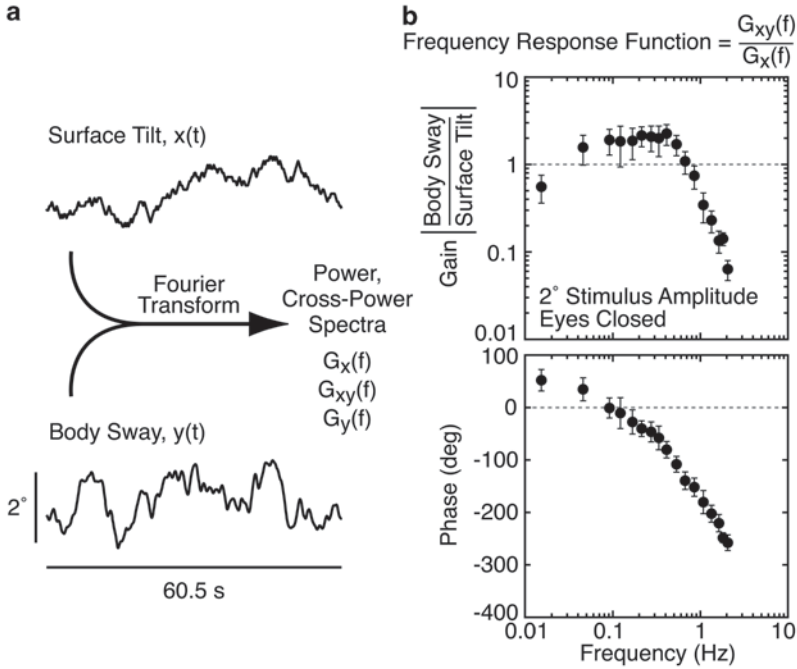 a
Surface Tilt, x(t)
Fourier
Transform
Power,
Cross-Power
Spectra
Gx(f)
Gxy(f)
Gy(f)
Body Sway, y(t)
2°
60.5 s
b
Frequency Response Function = Gxy(f)
Gx(f)
Gain |Body Sway
Surface Tilt|
10
1
0.1
0.01
2° Stimulus Amplitude
Eyes Closed
Phase (deg)
100
0
-100
-200
-300
-400
0.01
0.1
1
10
Frequency (Hz)